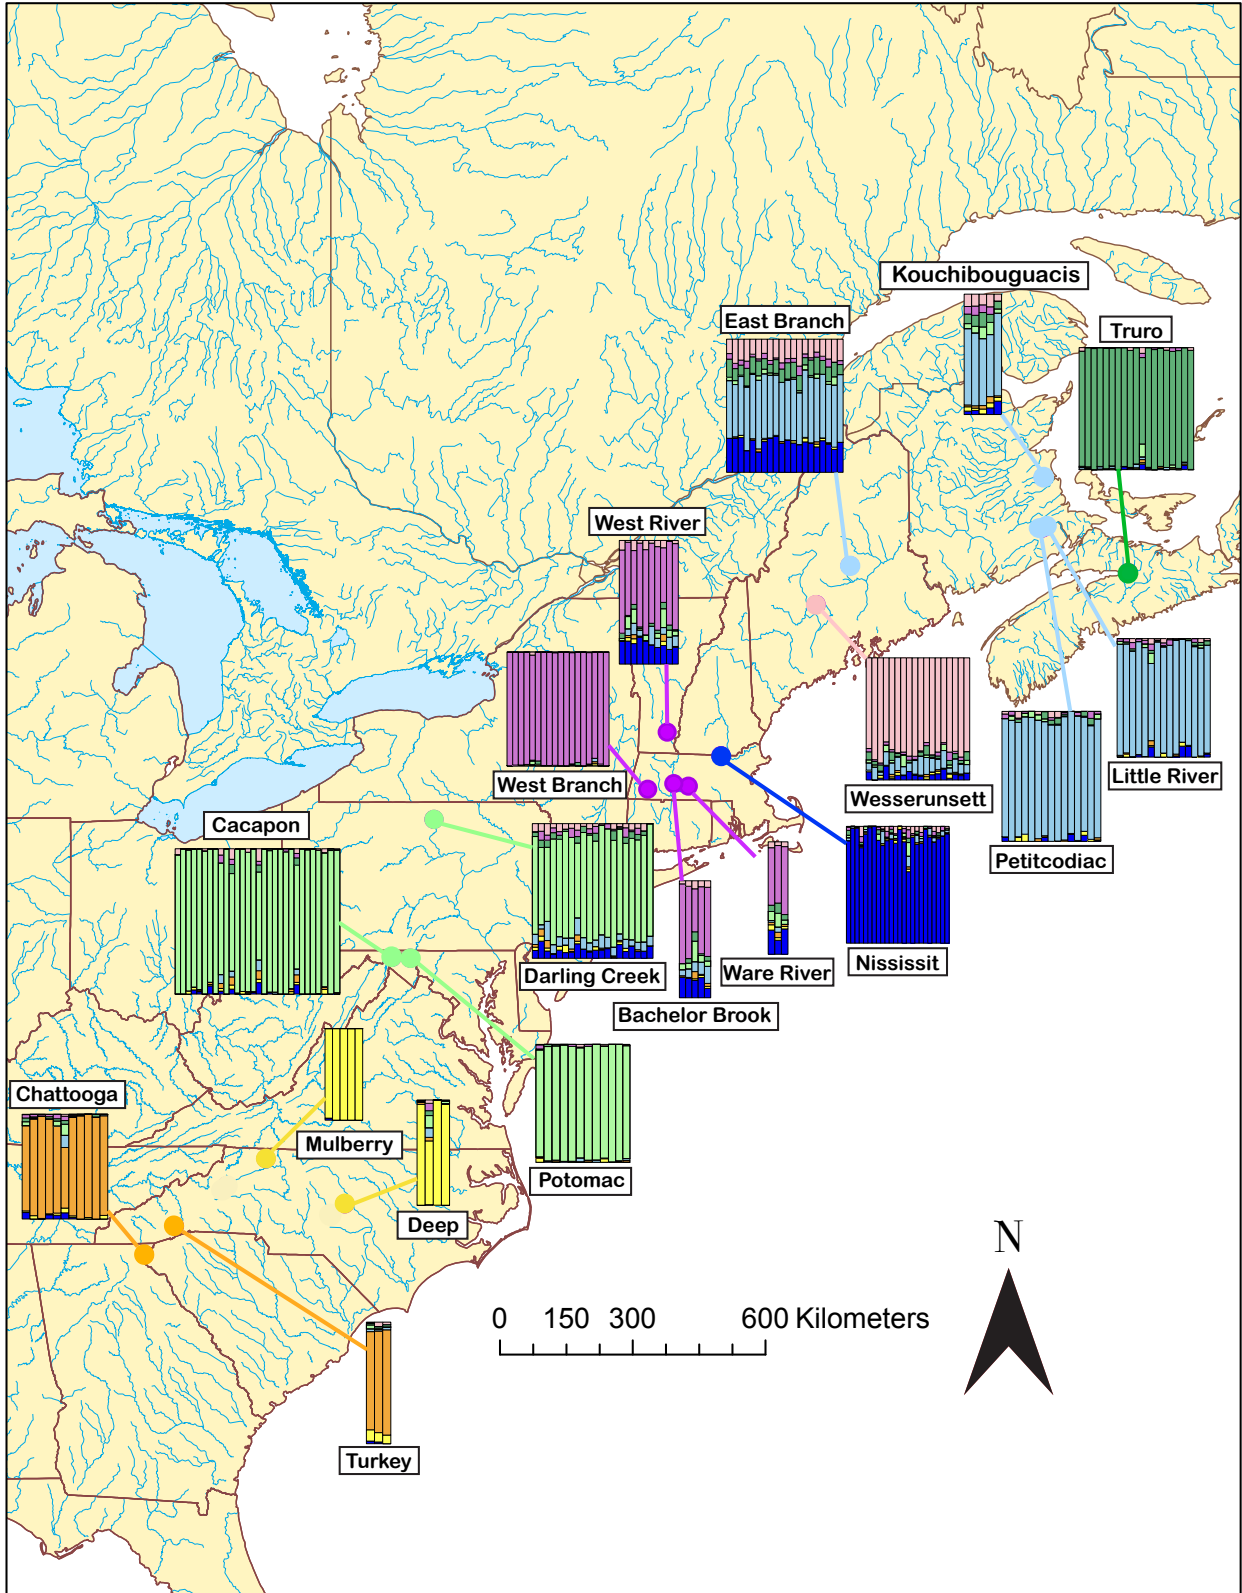 Kouchibouguacis
East Branch
Truro
West River
West Branch
Wesserunsett
Little River
Petitcodiac
Cacapon
Darling Creek
Ware River
Nississit
Bachelor Brook
Chattooga
Mulberry
Potomac
Deep
N
0 150 300 600 Kilometers
Turkey